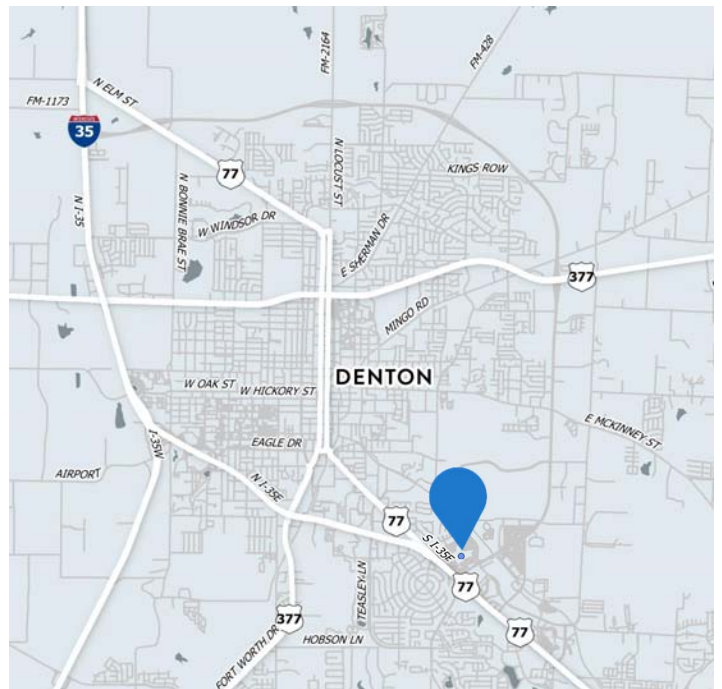 FM-2164
FM-428
N ELM ST
FM-1173
INTERSTATE
35
77
N LOCUST ST
KINGS ROW
N I-35
N BONNIE BRAE ST
W WINDSOR DR
E SHERMAN DR
377
MINGO RD
DENTON
W OAK ST
W HICKORY ST
E MCKINNEY ST
EAGLE DR
I-35W
AIRPORT
N I-35E
77
S I-35E
77
TEASLEY LN
377
77
FORT WORTH DR
HOBSON LN